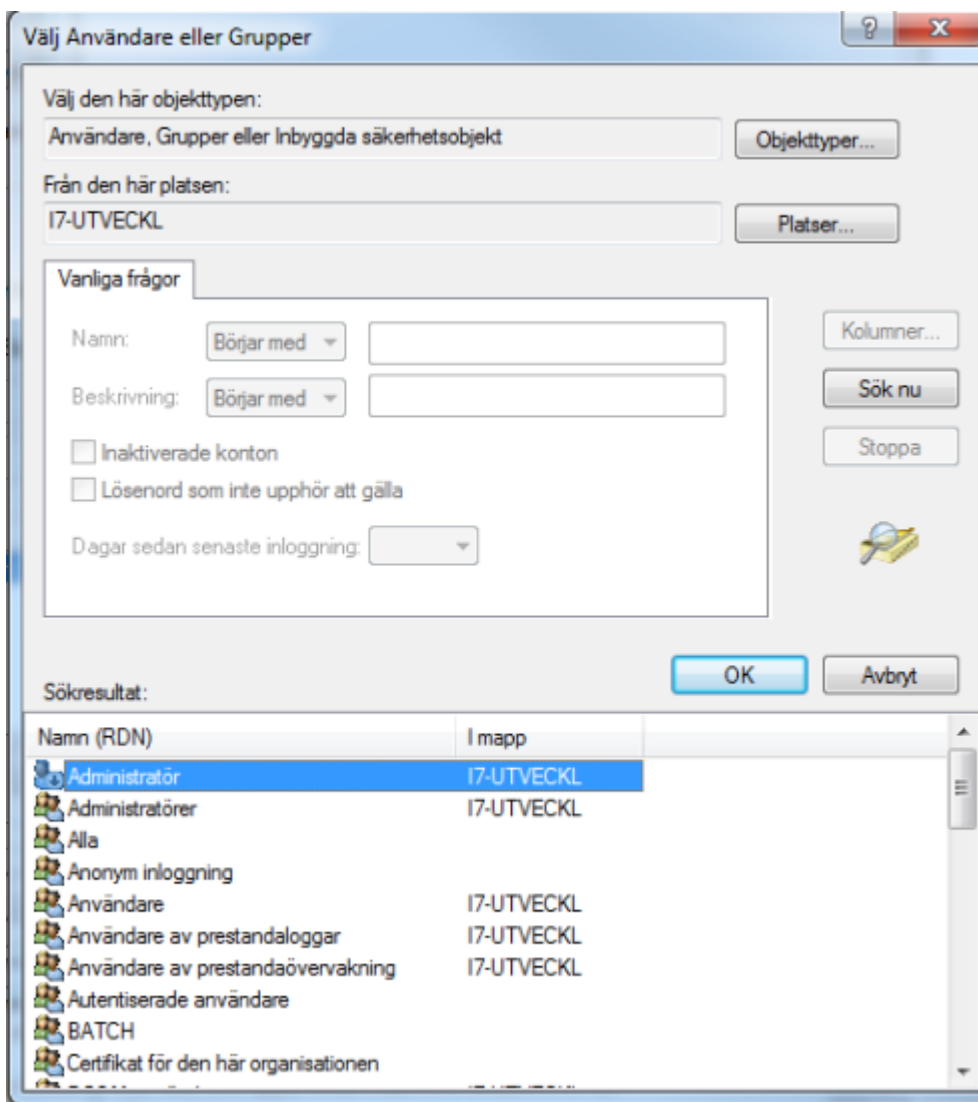 Välj Användare eller Grupper
Välj den här objekttypen:
Användare, Grupper eller Inbyggda säkerhetsobjekt
Objekttyper...
Från den här platsen:
I7-UTVECKL
Platser...
Vanliga frågor
Namn:
Börjar med
Kolumner...
Beskrivning:
Börjar med
Sök nu
Inaktiverade konton
Stoppa
Lösenord som inte upphör att gälla
Dagar sedan senaste inloggning:
OK
Avbryt
Sökresultat:
Namn (RDN) I mapp
Administratör I7-UTVECKL
Administratörer I7-UTVECKL
Alla
Anonym inloggning
Användare I7-UTVECKL
Användare av prestandaloggar I7-UTVECKL
Användare av prestandaövervakning I7-UTVECKL
Autentiserade användare
BATCH
Certifikat för den här organisationen